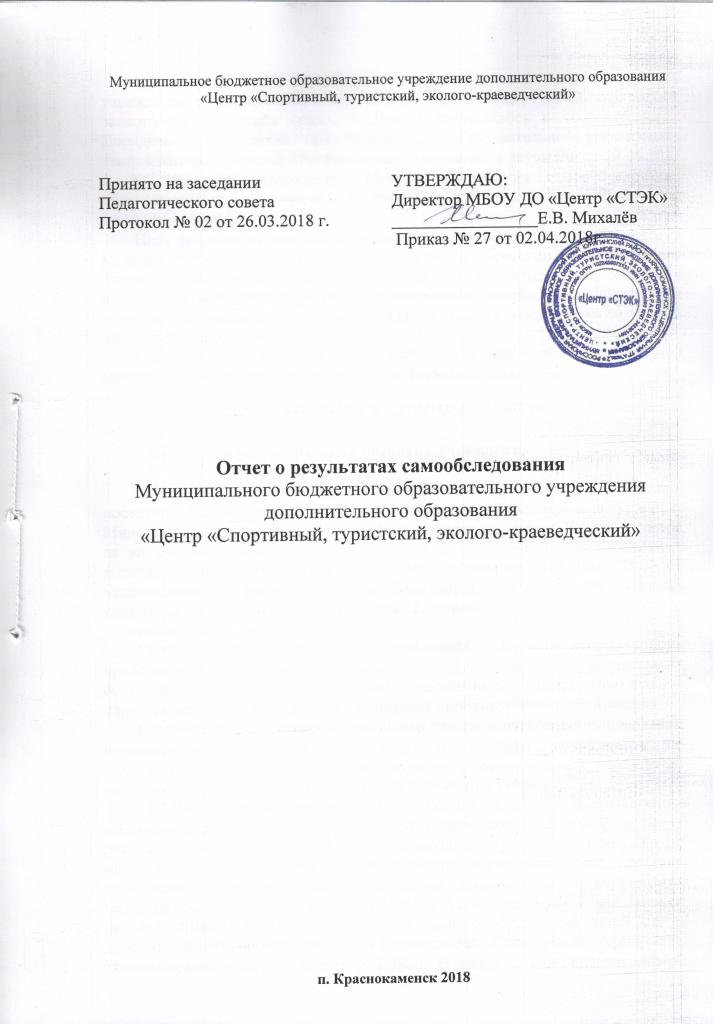 Муниципальное бюджетное образовательное учреждение дополнительного образования
«Центр «Спортивный, туристский, эколого-краеведческий»
Принято на заседании
Педагогического совета
Протокол № 02 от 26.03.2018 г.
УТВЕРЖДАЮ:
Директор МБОУ ДО «Центр «СТЭК»
Е.В. Михалёв
Приказ № 27 от 02.04.2018г.
«Центр «СТЭК»
Отчет о результатах самообследования
Муниципального бюджетного образовательного учреждения
дополнительного образования
«Центр «Спортивный, туристский, эколого-краеведческий»
п. Краснокаменск 2018